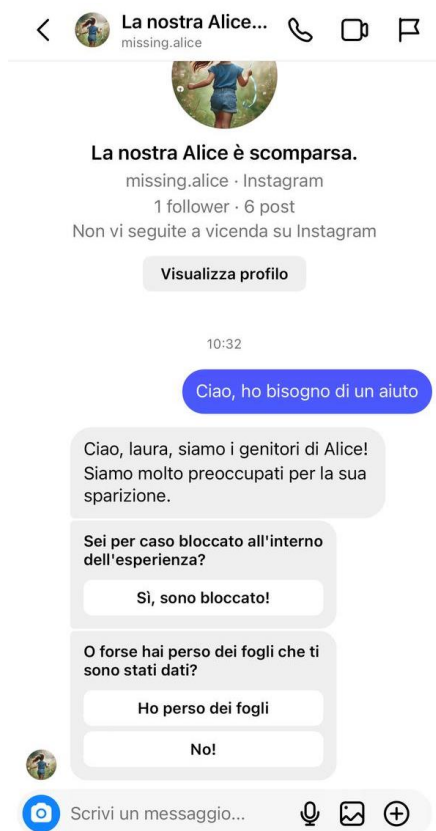 La nostra Alice...
missing.alice
La nostra Alice è scomparsa.
missing.alice · Instagram
1 follower · 6 post
Non vi seguite a vicenda su Instagram
Visualizza profilo
10:32
Ciao, ho bisogno di un aiuto
Ciao, laura, siamo i genitori di Alice!
Siamo molto preoccupati per la sua
sparizione.
Sei per caso bloccato all'interno
dell'esperienza?
Sì, sono bloccato!
O forse hai perso dei fogli che ti
sono stati dati?
Ho perso dei fogli
No!
Scrivi un messaggio...